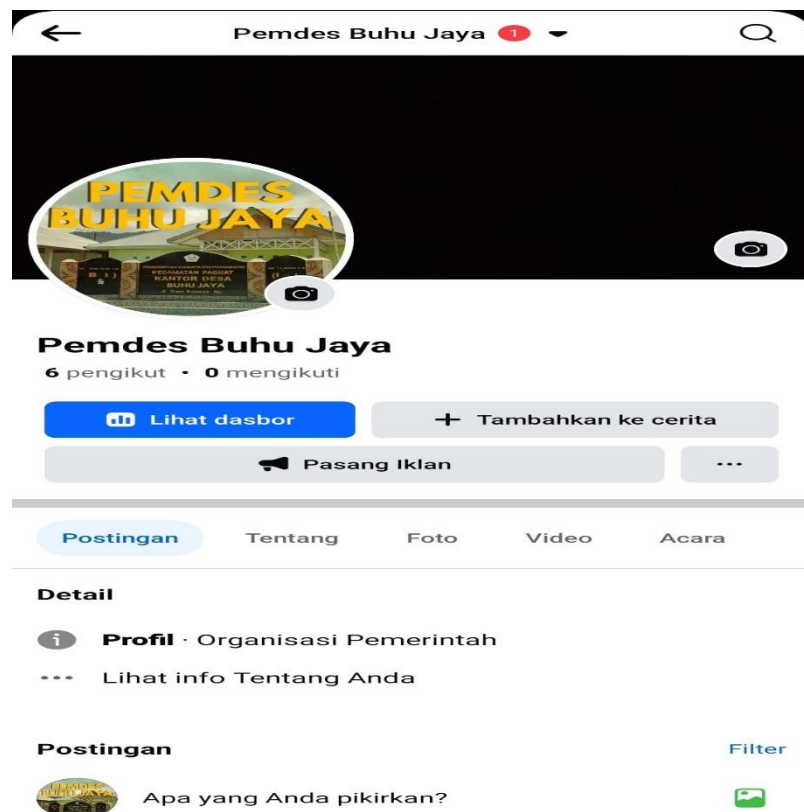 Pemdes Buhu Jaya 1
PEMDES
BUHU JAYA
KECAMATAN PAGUAT
KANTOR DESA
BUHU JAYA
Pemdes Buhu Jaya
6 pengikut • 0 mengikuti
Lihat dasbor
+ Tambahkan ke cerita
Pasang Iklan
Postingan Tentang Foto Video Acara
Detail
Profil · Organisasi Pemerintah
Lihat info Tentang Anda
Postingan Filter
Apa yang Anda pikirkan?